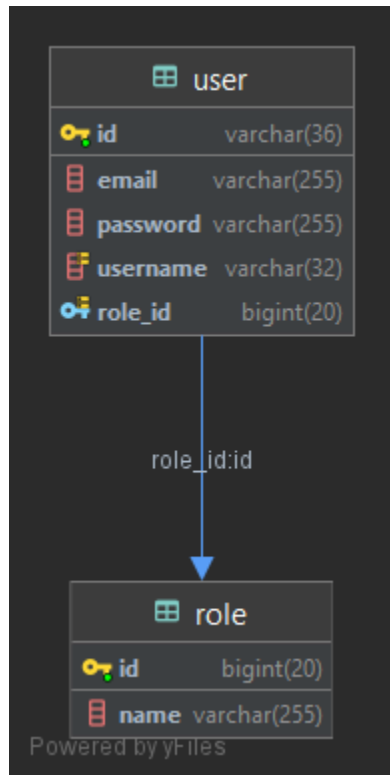 user
id varchar(36)
email varchar(255)
password varchar(255)
username varchar(32)
role_id bigint(20)
role_id:id
role
id bigint(20)
name varchar(255)
Powered by yFiles